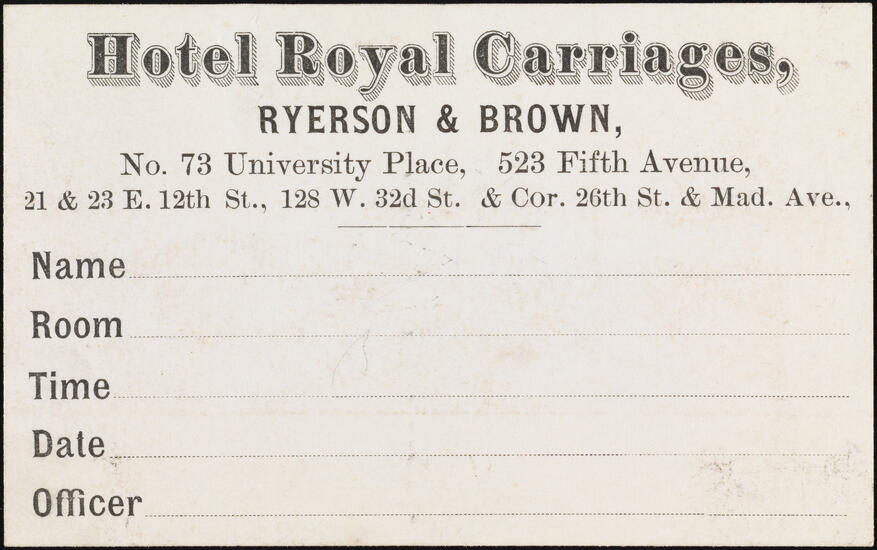 Hotel Royal Carriages,
RYERSON & BROWN,
No. 73 University Place, 523 Fifth Avenue,
21 & 23 E. 12th St., 128 W. 32d St. & Cor. 26th St. & Mad. Ave.,
Name
Room
Time
Date
Officer